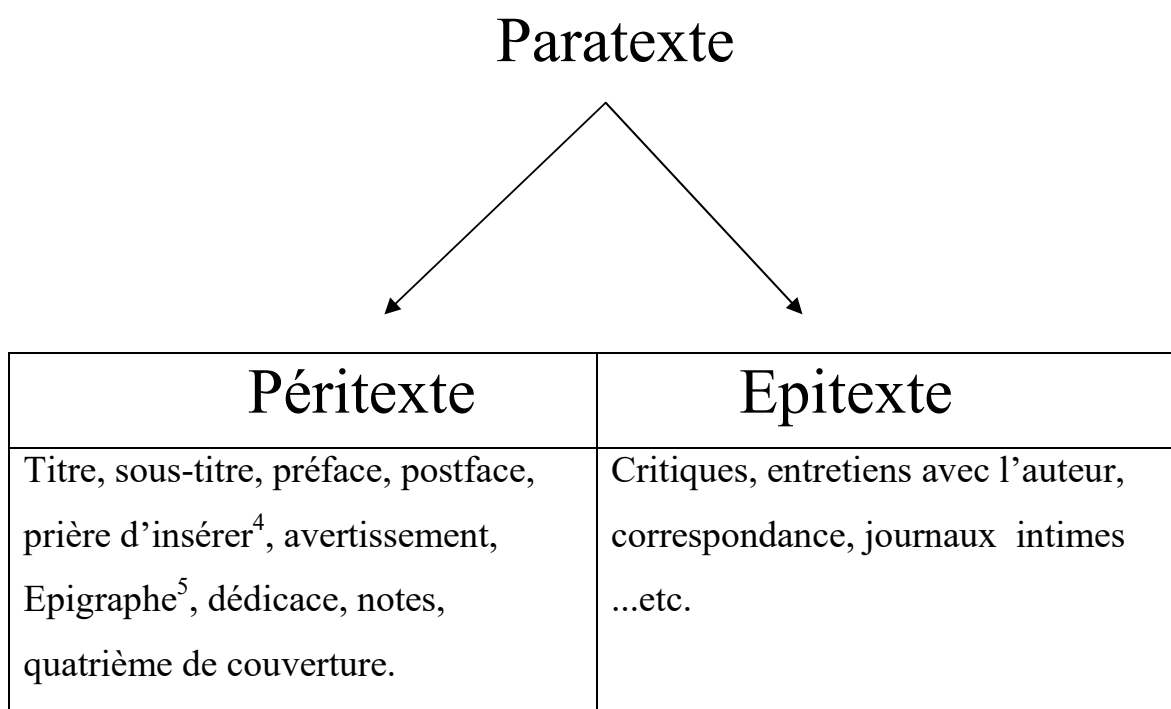 Paratexte
Péritexte
Epitexte
Titre, sous-titre, préface, postface,
prière d’insérer⁴, avertissement,
Epigraphe⁵, dédicace, notes,
quatrième de couverture.
Critiques, entretiens avec l’auteur,
correspondance, journaux intimes
...etc.